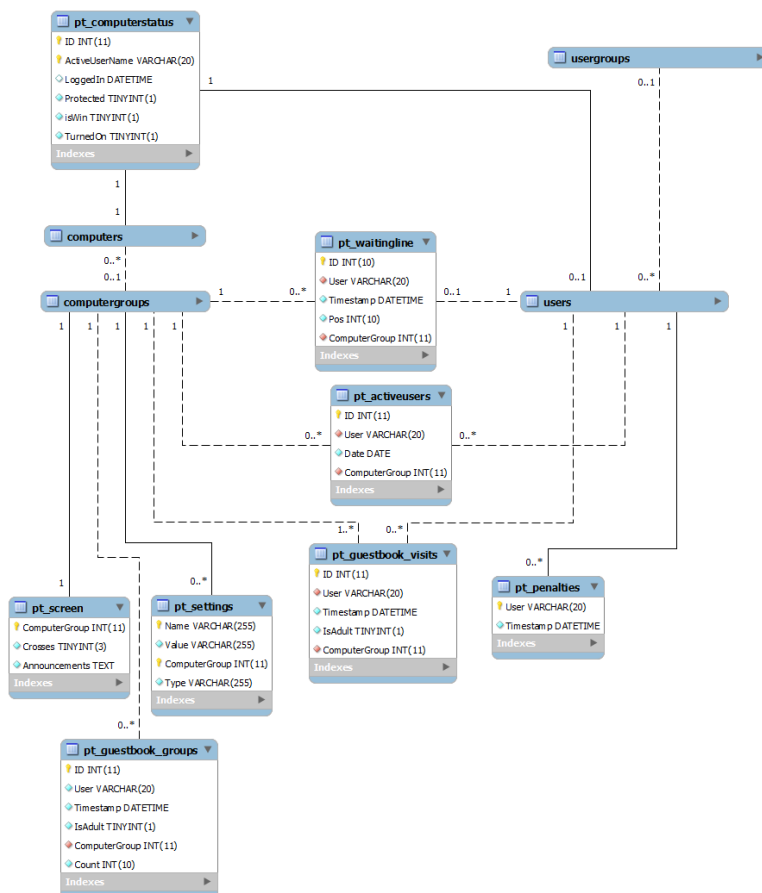 pt_computerstatus
ID INT(11)
ActiveUserName VARCHAR(20)
LoggedIn DATETIME
Protected TINYINT(1)
isWin TINYINT(1)
TurnedOn TINYINT(1)
Indexes
usergroups
1
0..1
1
1
computers
0..*
0..1
computergroups
1
0..*
pt_waitingline
ID INT(10)
User VARCHAR(20)
Timestamp DATETIME
Pos INT(10)
ComputerGroup INT(11)
Indexes
0..1
1
0..1
0..*
users
1
1
1
1
1
1
1
1
pt_activeusers
ID INT(11)
User VARCHAR(20)
Date DATE
ComputerGroup INT(11)
Indexes
0..*
0..*
1..*
0..*
pt_guestbook_visits
ID INT(11)
User VARCHAR(20)
Timestamp DATETIME
IsAdult TINYINT(1)
ComputerGroup INT(11)
Indexes
0..*
pt_penalties
User VARCHAR(20)
Timestamp DATETIME
Indexes
1
pt_screen
ComputerGroup INT(11)
Crosses TINYINT(3)
Announcements TEXT
Indexes
0..*
pt_settings
Name VARCHAR(255)
Value VARCHAR(255)
ComputerGroup INT(11)
Type VARCHAR(255)
Indexes
0..*
pt_guestbook_groups
ID INT(11)
User VARCHAR(20)
Timestamp DATETIME
IsAdult TINYINT(1)
ComputerGroup INT(11)
Count INT(10)
Indexes